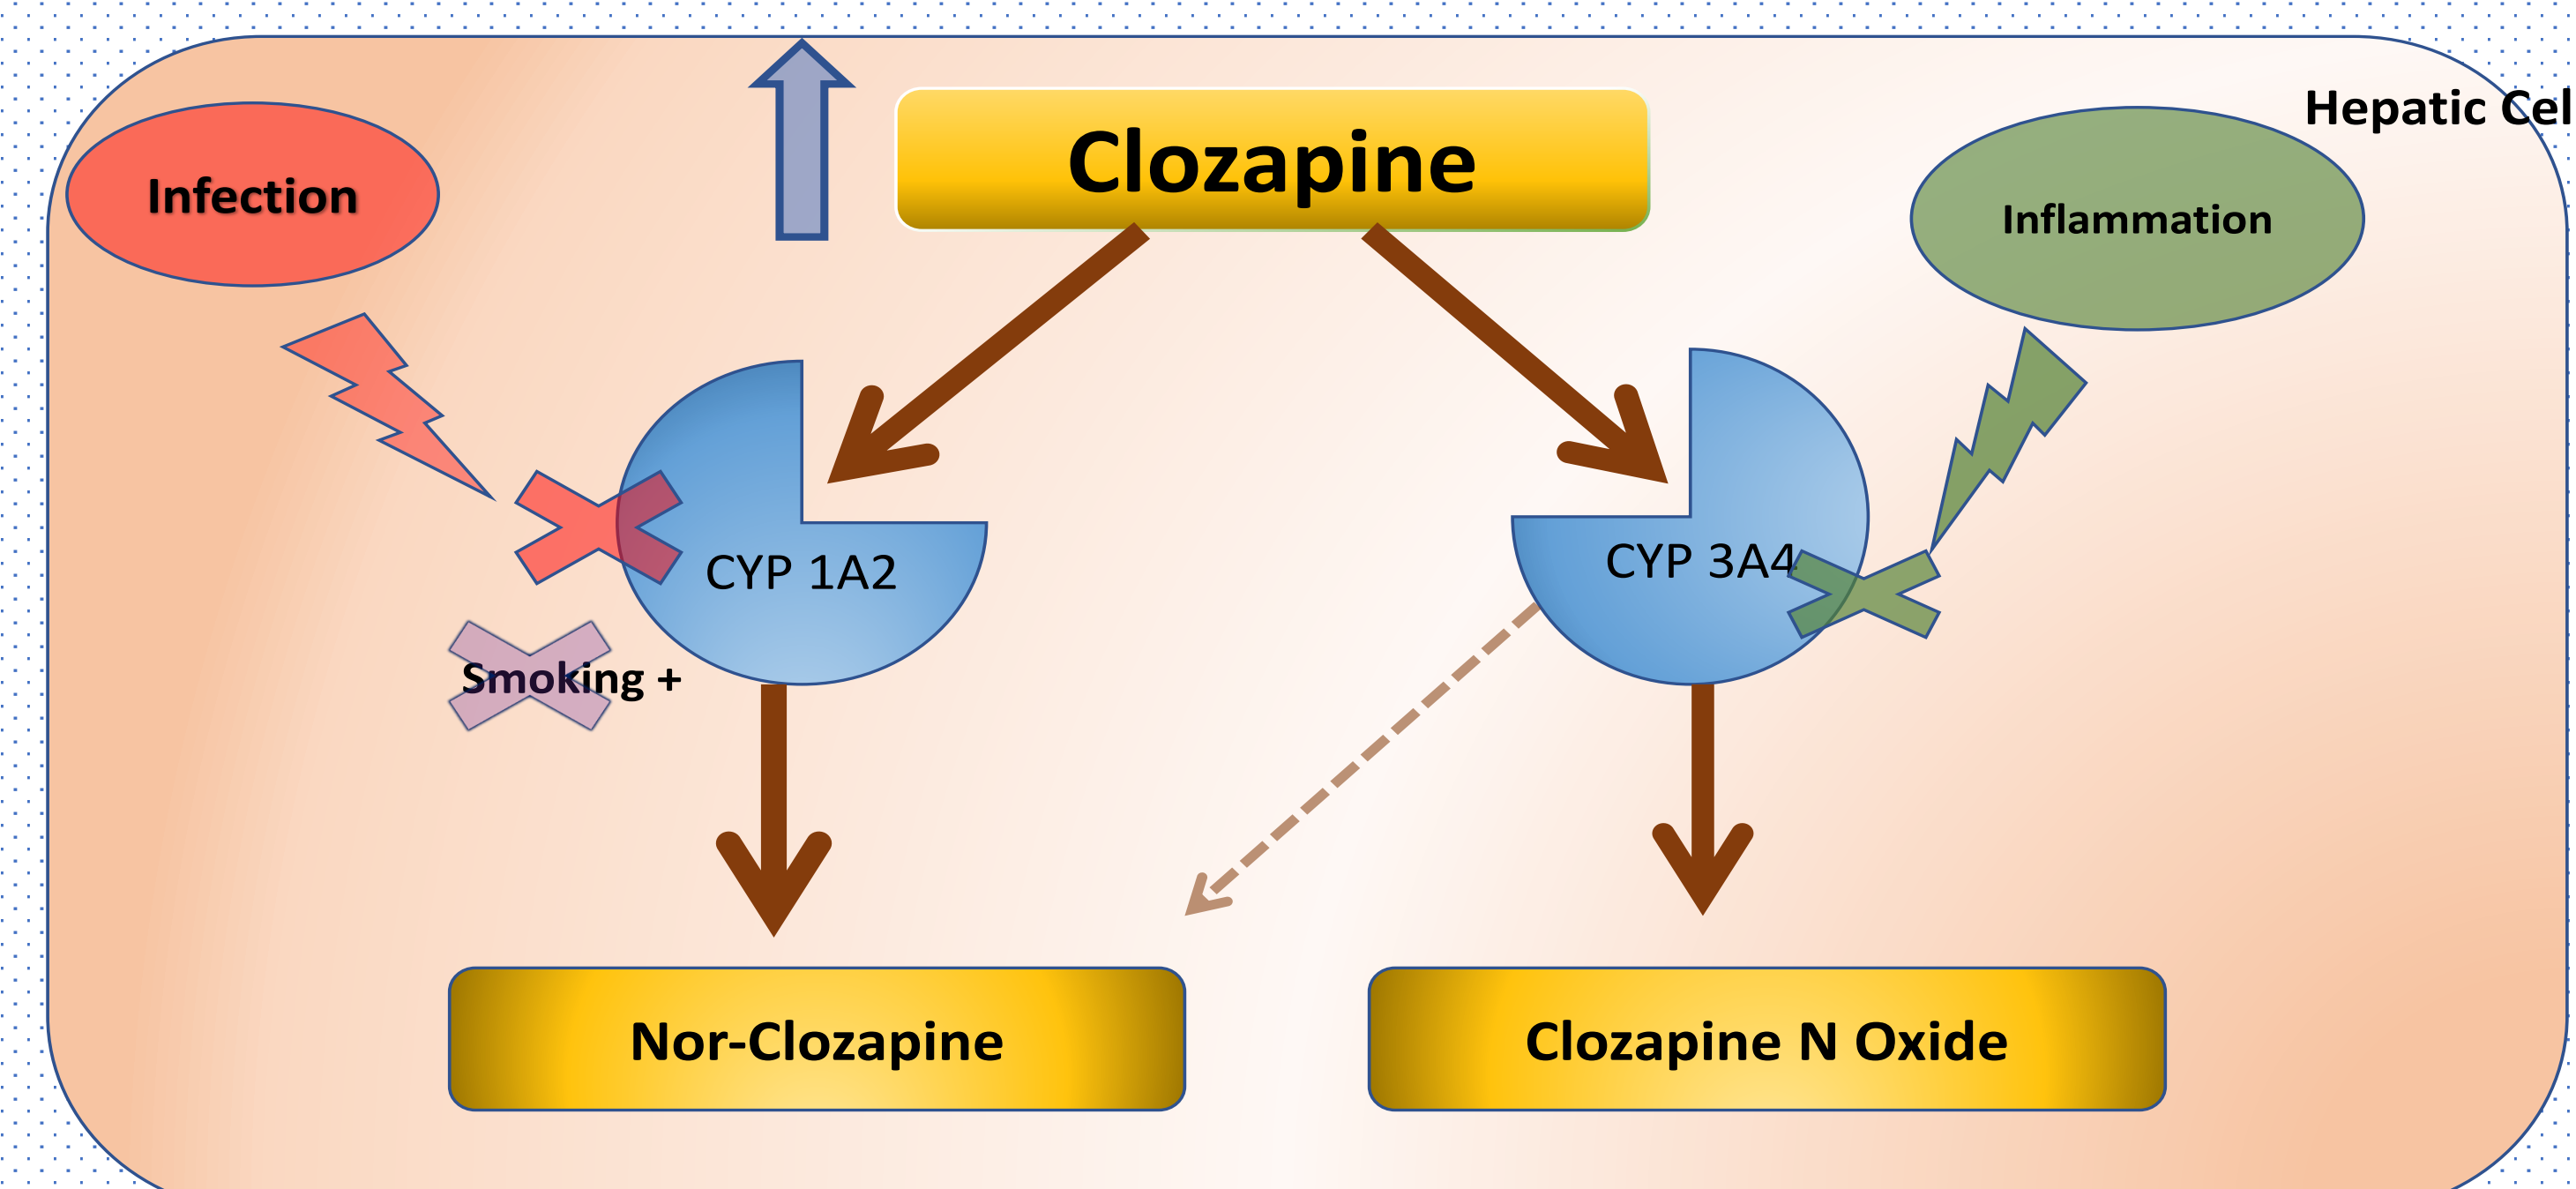 Clozapine
Hepatic Cel
Infection
Inflammation
CYP 1A2
CYP 3A4
Smoking +
Nor-Clozapine
Clozapine N Oxide